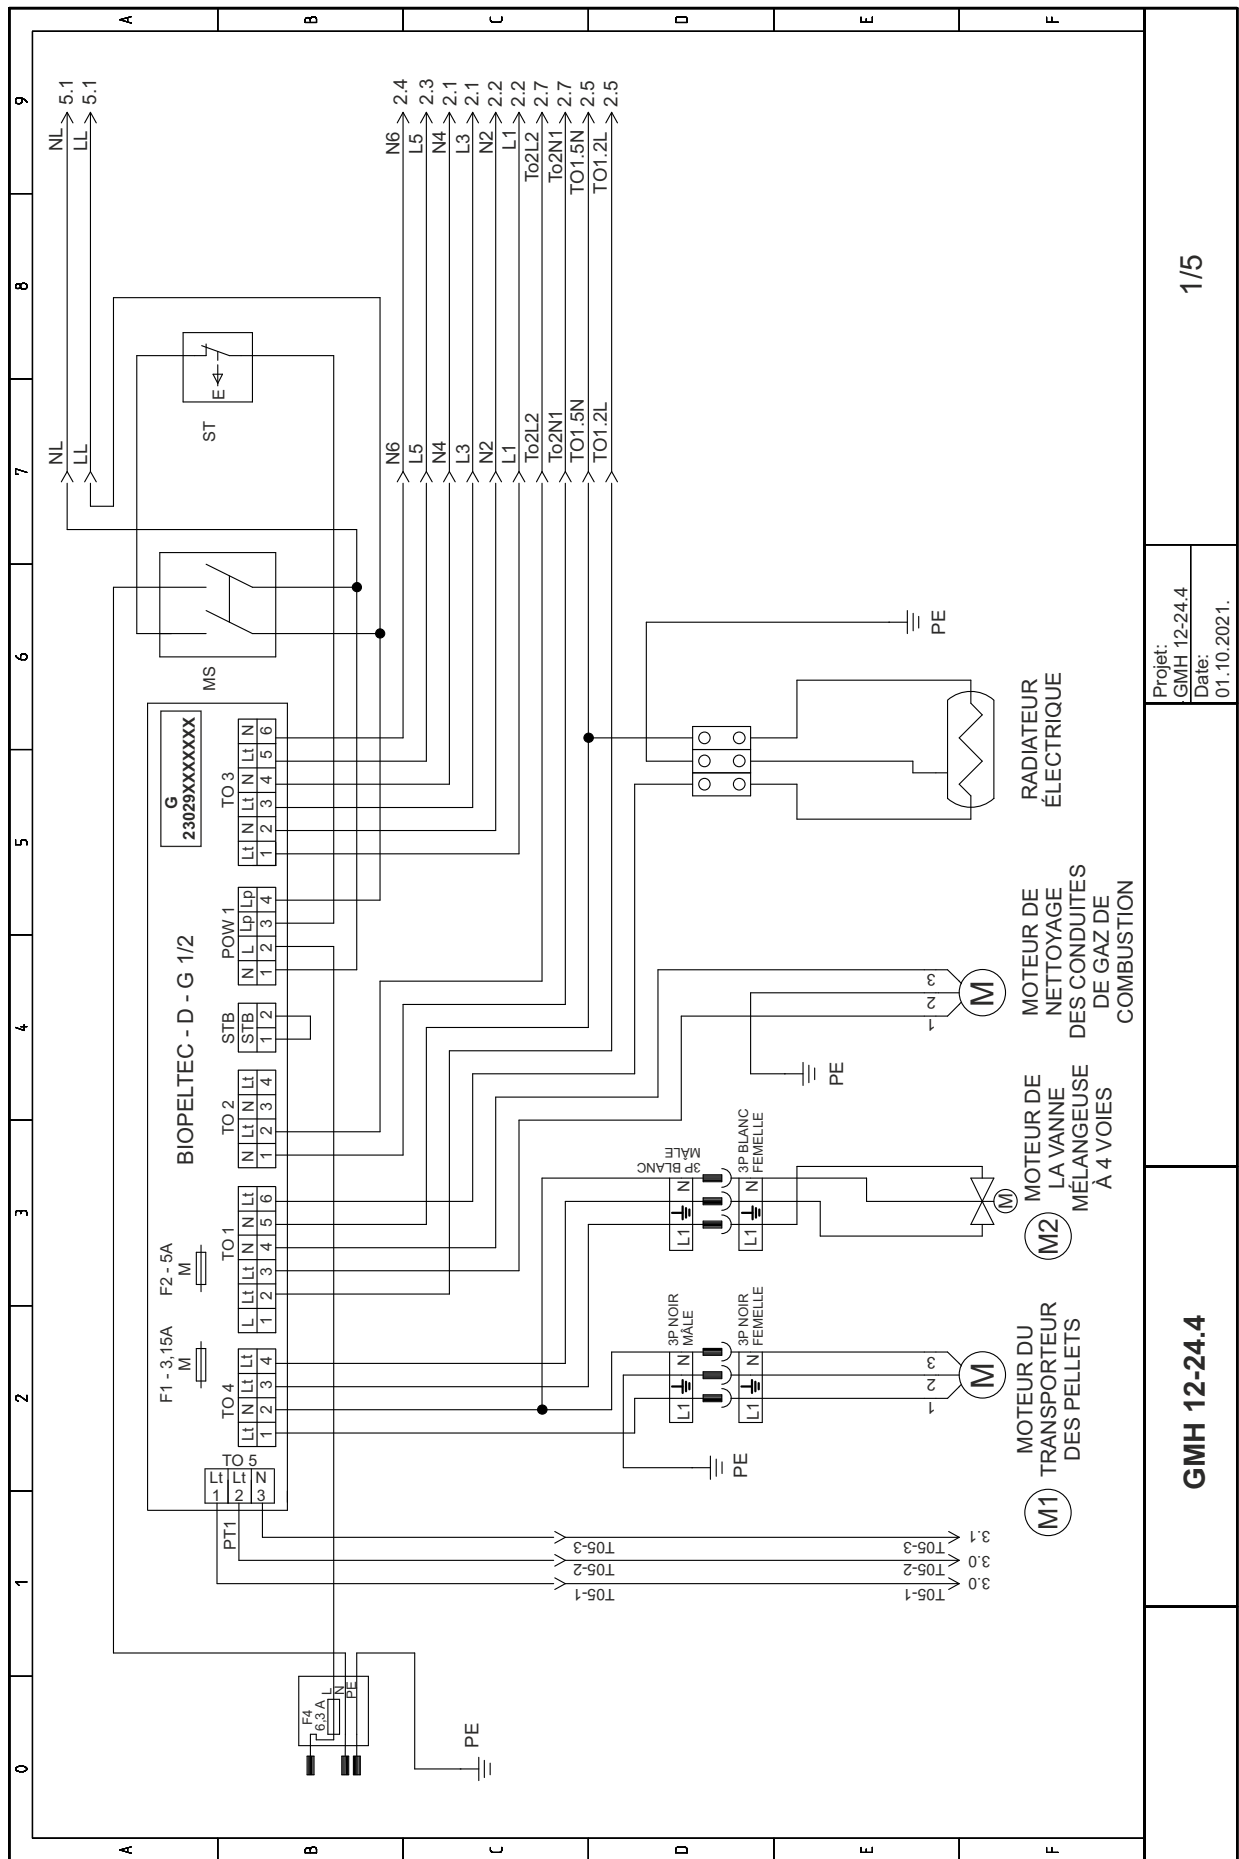 0 1 2 3 4 5 6 7 8 9
A
B
C
D
E
F
A
B
C
D
E
F
NL
LL
NL 5.1
LL 5.1
N6
L5
N4
L3
N2
L1
To2L2
To2N1
TO1.5N
TO1.2L
N6 2.4
L5 2.3
N4 2.1
L3 2.1
N2 2.2
L1 2.2
To2L2 2.7
To2N1 2.7
TO1.5N 2.5
TO1.2L 2.5
E
ST
MS
G
23029XXXXXXX
BIOPELTEC - D - G 1/2
F1 - 3,15A
M
F2 - 5A
M
TO 5
Lt Lt N
1 2 3
PT1
TO 4
Lt N Lt Lt
1 2 3 4
TO 1
L Lt Lt N N Lt
1 2 3 4 5 6
TO 2
N Lt N Lt
1 2 3 4
STB
STB
1 2
POW 1
N L Lp Lp
1 2 3 4
TO 3
Lt N Lt N Lt N
1 2 3 4 5 6
F4
6,3 A
L
N
PE
PE
T05-3
T05-2
T05-1
T05-3 3.1
T05-2 3.0
T05-1 3.0
PE
L1 N
3P NOIR
MÂLE
L1 N
3P NOIR
FEMELLE
1 2 3
M
L1 N
3P BLANC
MÂLE
L1 N
3P BLANC
FEMELLE
M
PE
1 2 3
M
PE
M1
MOTEUR DU
TRANSPORTEUR
DES PELLETS
M2
MOTEUR DE
LA VANNE
MÉLANGEUSE
À 4 VOIES
MOTEUR DE
NETTOYAGE
DES CONDUITES
DE GAZ DE
COMBUSTION
RADIATEUR
ÉLECTRIQUE
GMH 12-24.4
Projet:
GMH 12-24.4
Date:
01.10.2021.
1/5